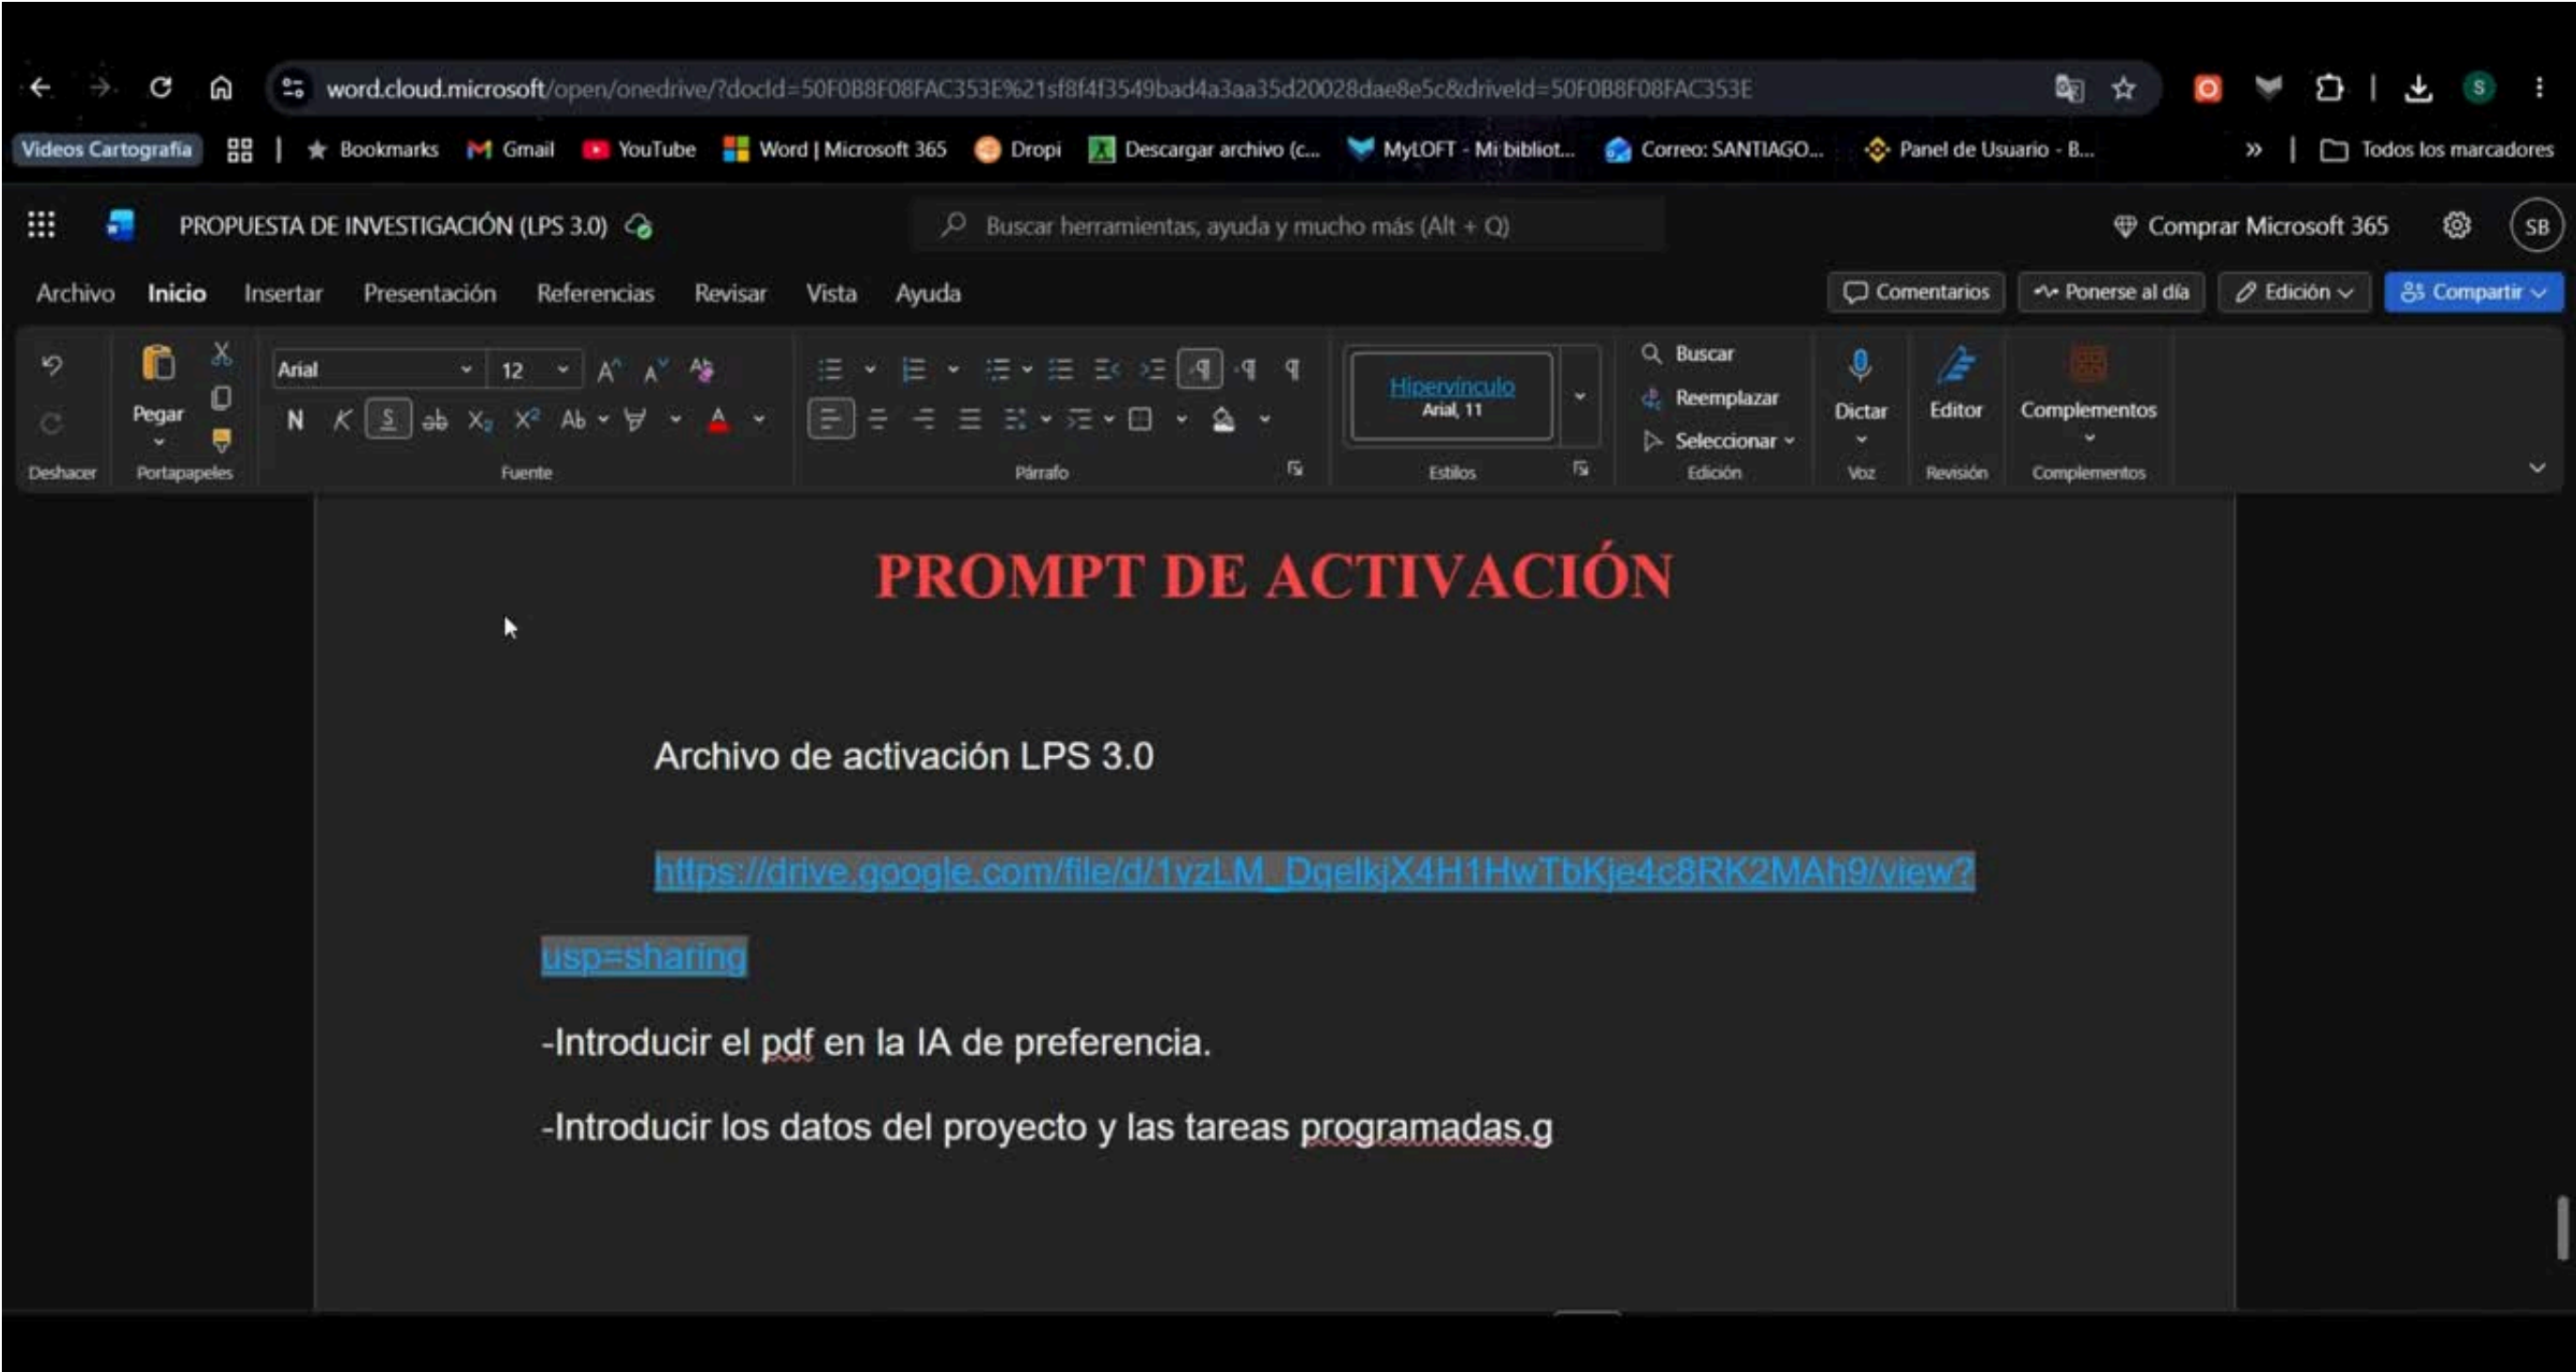 word.cloud.microsoft/open/onedrive/?docId=50F0B8F08FAC353E%21sf8f4f3549bad4a3aa35d20028dae8e5c&driveId=50F0B8F08FAC353E
S
Videos Cartografía
Bookmarks
Gmail
YouTube
Word | Microsoft 365
Dropi
Descargar archivo (c...
MyLOFT - Mi bibliot...
Correo: SANTIAGO...
Panel de Usuario - B...
»
Todos los marcadores
PROPUESTA DE INVESTIGACIÓN (LPS 3.0)
Buscar herramientas, ayuda y mucho más (Alt + Q)
Comprar Microsoft 365
SB
Archivo Inicio Insertar Presentación Referencias Revisar Vista Ayuda
Comentarios
Ponerse al día
Edición
Compartir
Pegar
Arial
12
N K S ab X2 X2 Ab A
Hipervínculo
Arial, 11
Buscar
Reemplazar
Seleccionar
Dictar
Editor
Complementos
Deshacer
Portapapeles
Fuente
Párrafo
Estilos
Edición
Voz
Revisión
Complementos
PROMPT DE ACTIVACIÓN
Archivo de activación LPS 3.0
https://drive.google.com/file/d/1vzLM_DqelkjX4H1HwTbKje4c8RK2MAh9/view?
usp=sharing
-Introducir el pdf en la IA de preferencia.
-Introducir los datos del proyecto y las tareas programadas.g